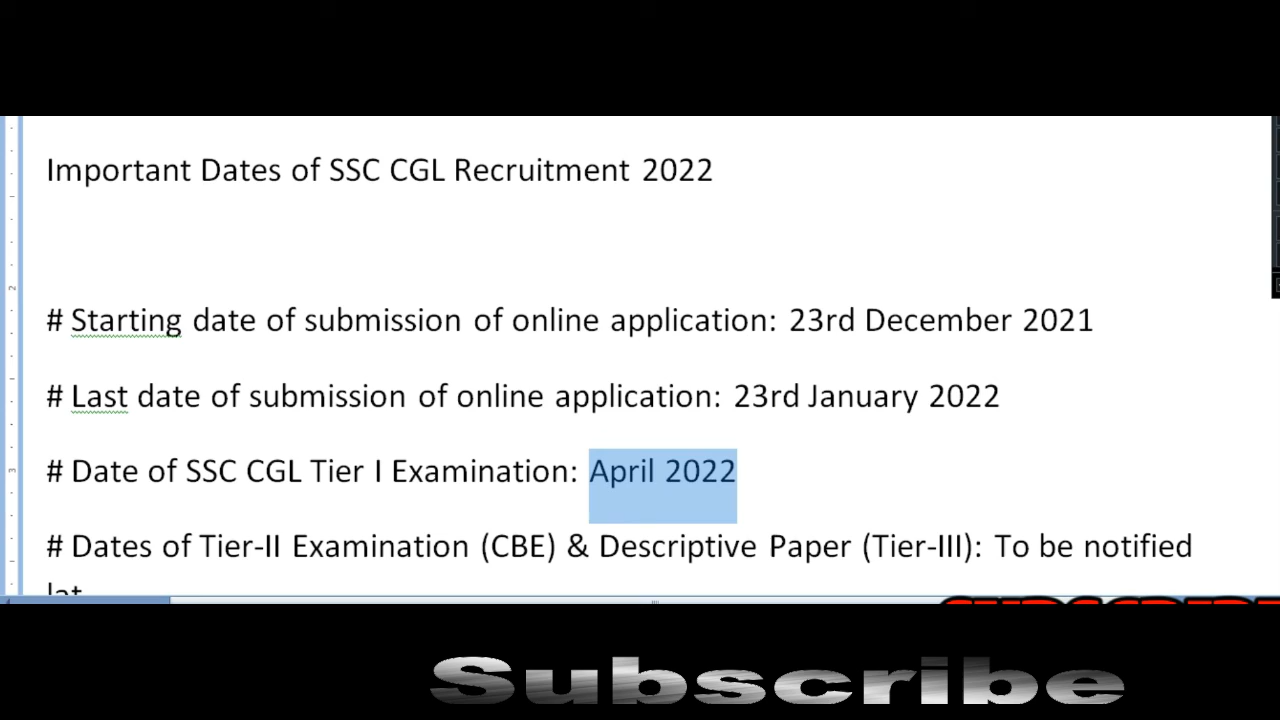 Important Dates of SSC CGL Recruitment 2022
# Starting date of submission of online application: 23rd December 2021
# Last date of submission of online application: 23rd January 2022
# Date of SSC CGL Tier I Examination: April 2022
# Dates of Tier-II Examination (CBE) & Descriptive Paper (Tier-III): To be notified
Subscribe